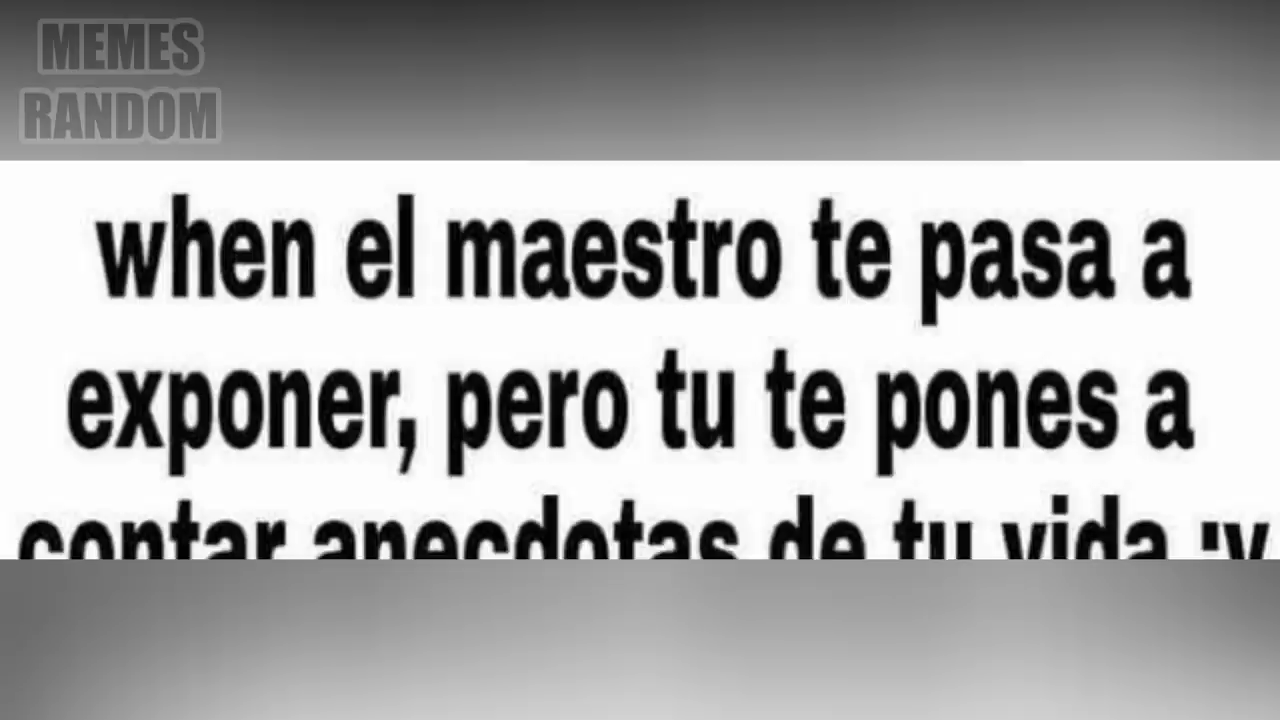 MEMES
RANDOM
when el maestro te pasa a
exponer, pero tu te pones a
contar anecdotas de tu vida :v